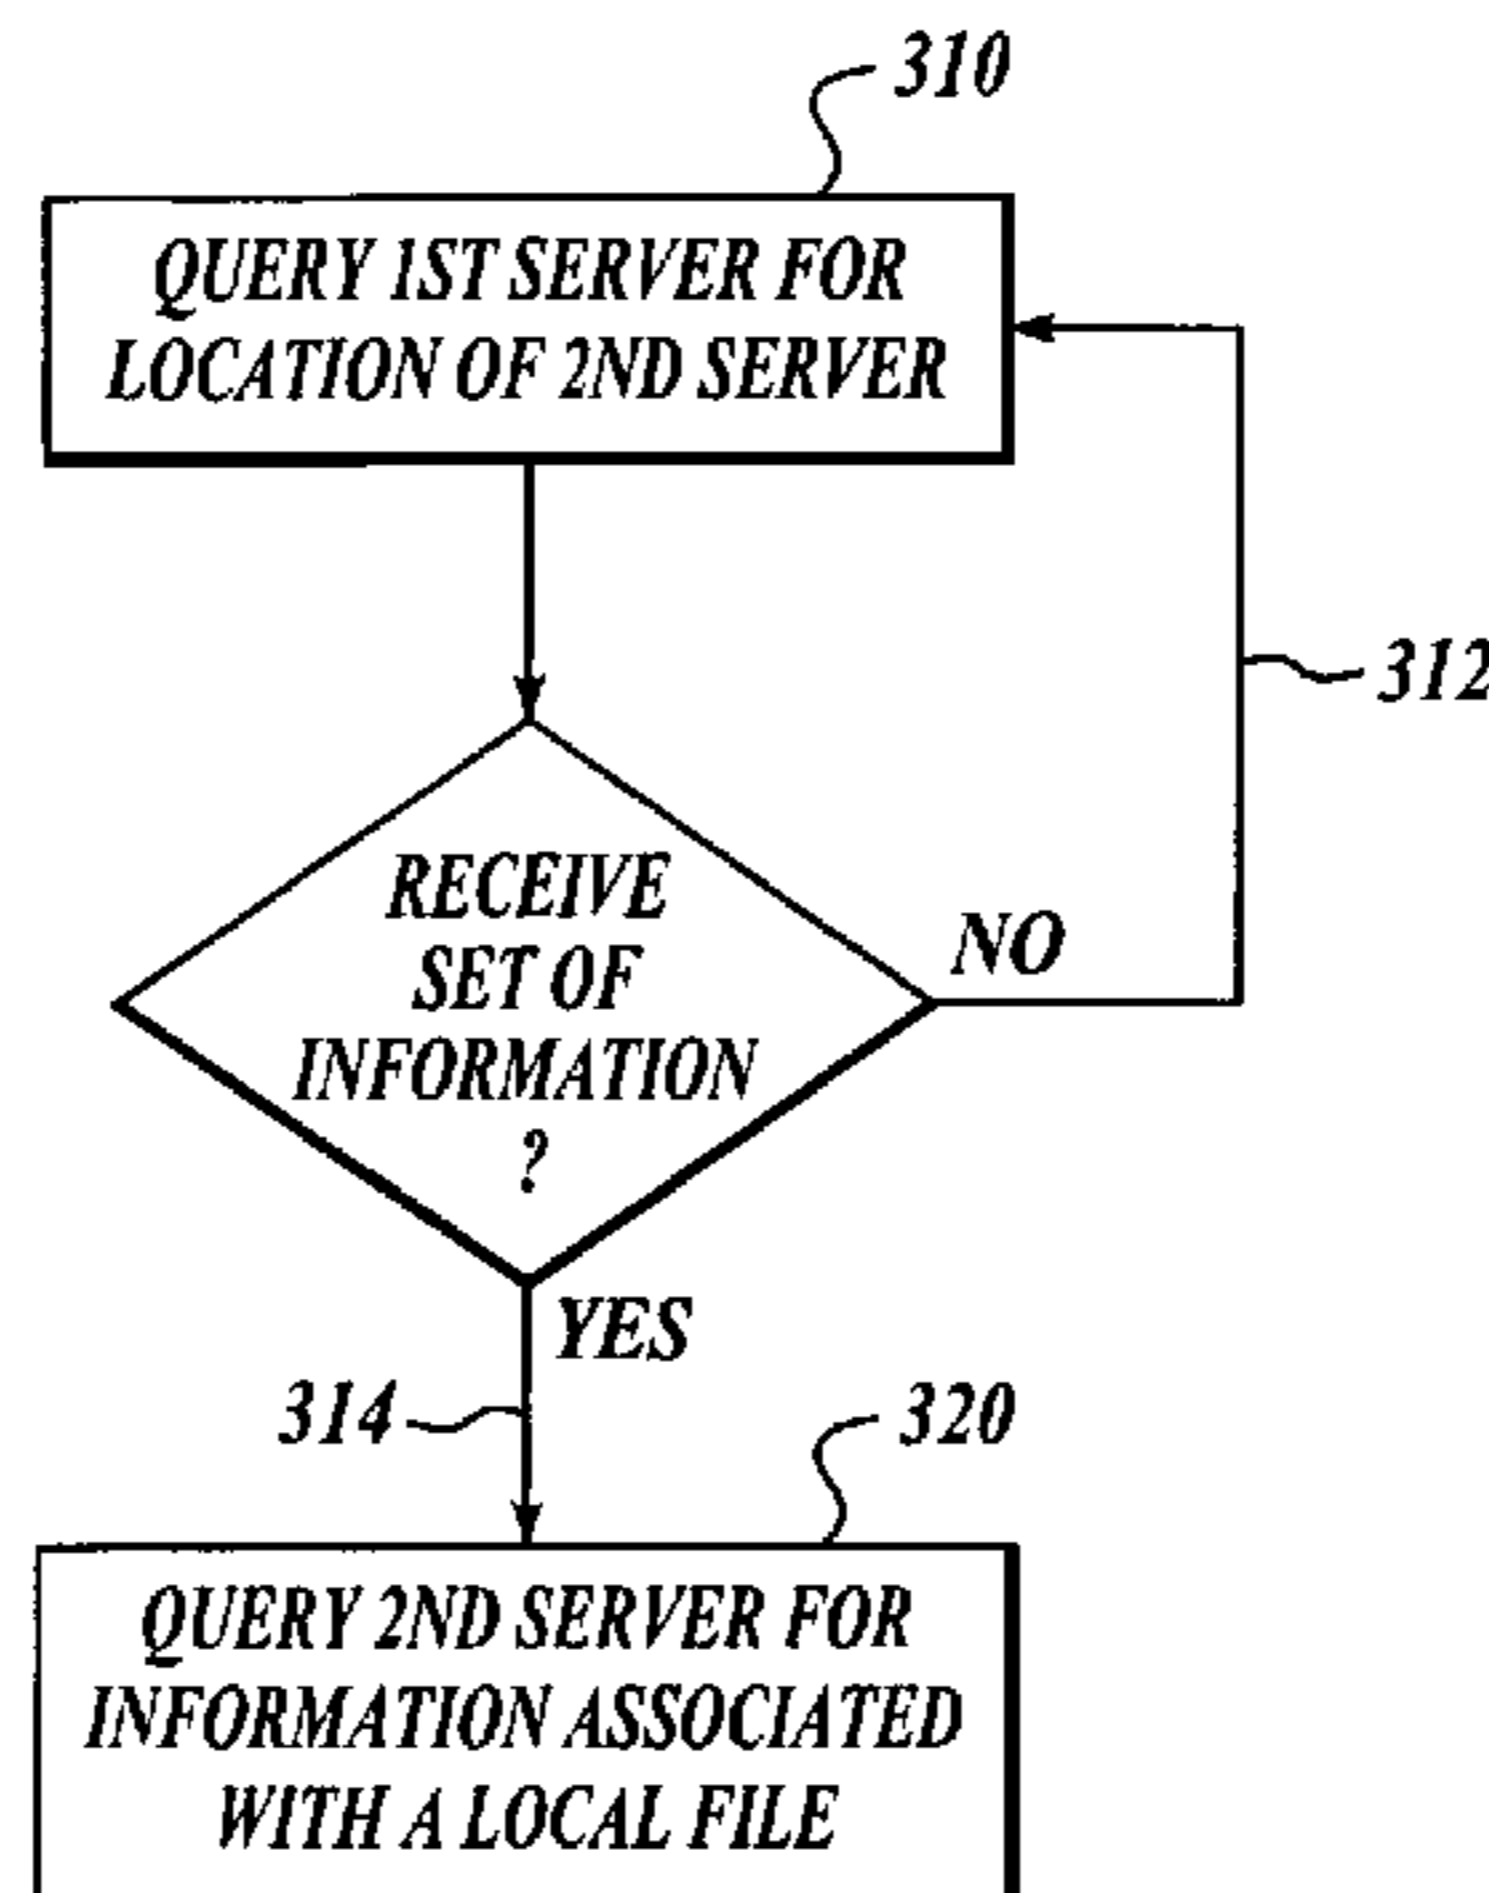 310
QUERY 1ST SERVER FOR
LOCATION OF 2ND SERVER
312
RECEIVE
SET OF
INFORMATION
?
NO
YES
314
320
QUERY 2ND SERVER FOR
INFORMATION ASSOCIATED
WITH A LOCAL FILE